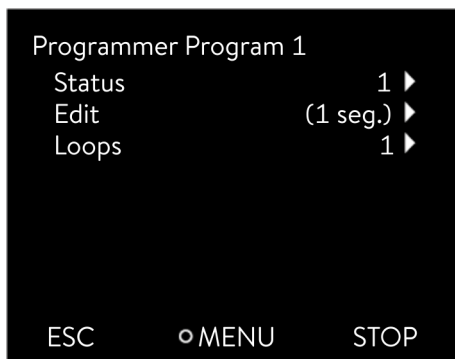 Programmer Program 1
Status 1
Edit (1 seg.)
Loops 1
ESC MENU STOP